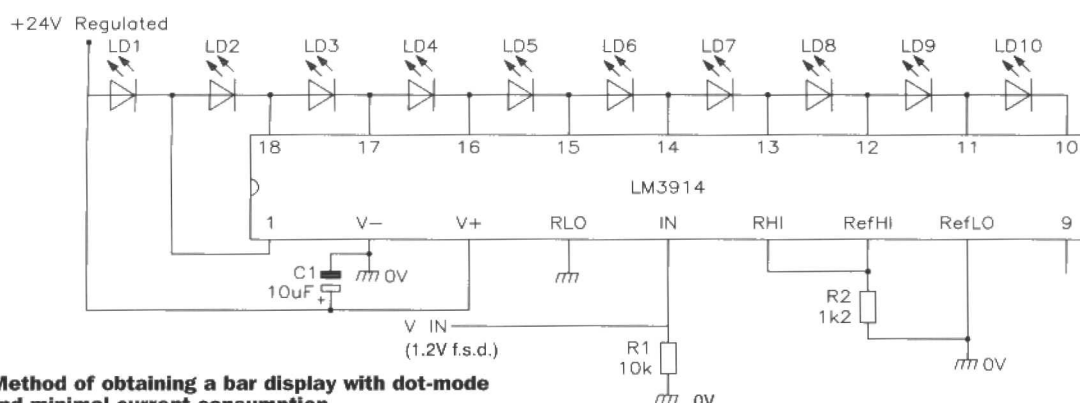 +24V Regulated
LD1 LD2 LD3 LD4 LD5 LD6 LD7 LD8 LD9 LD10
18 17 16 15 14 13 12 11 10
LM3914
1 V- V+ RLO IN RHI RefHI RefLO 9
C1
10uF
+
0V
V IN
(1.2V f.s.d.)
R1
10k
0V
R2
1k2
0V
Method of obtaining a bar display with dot-mode
and minimal current consumption